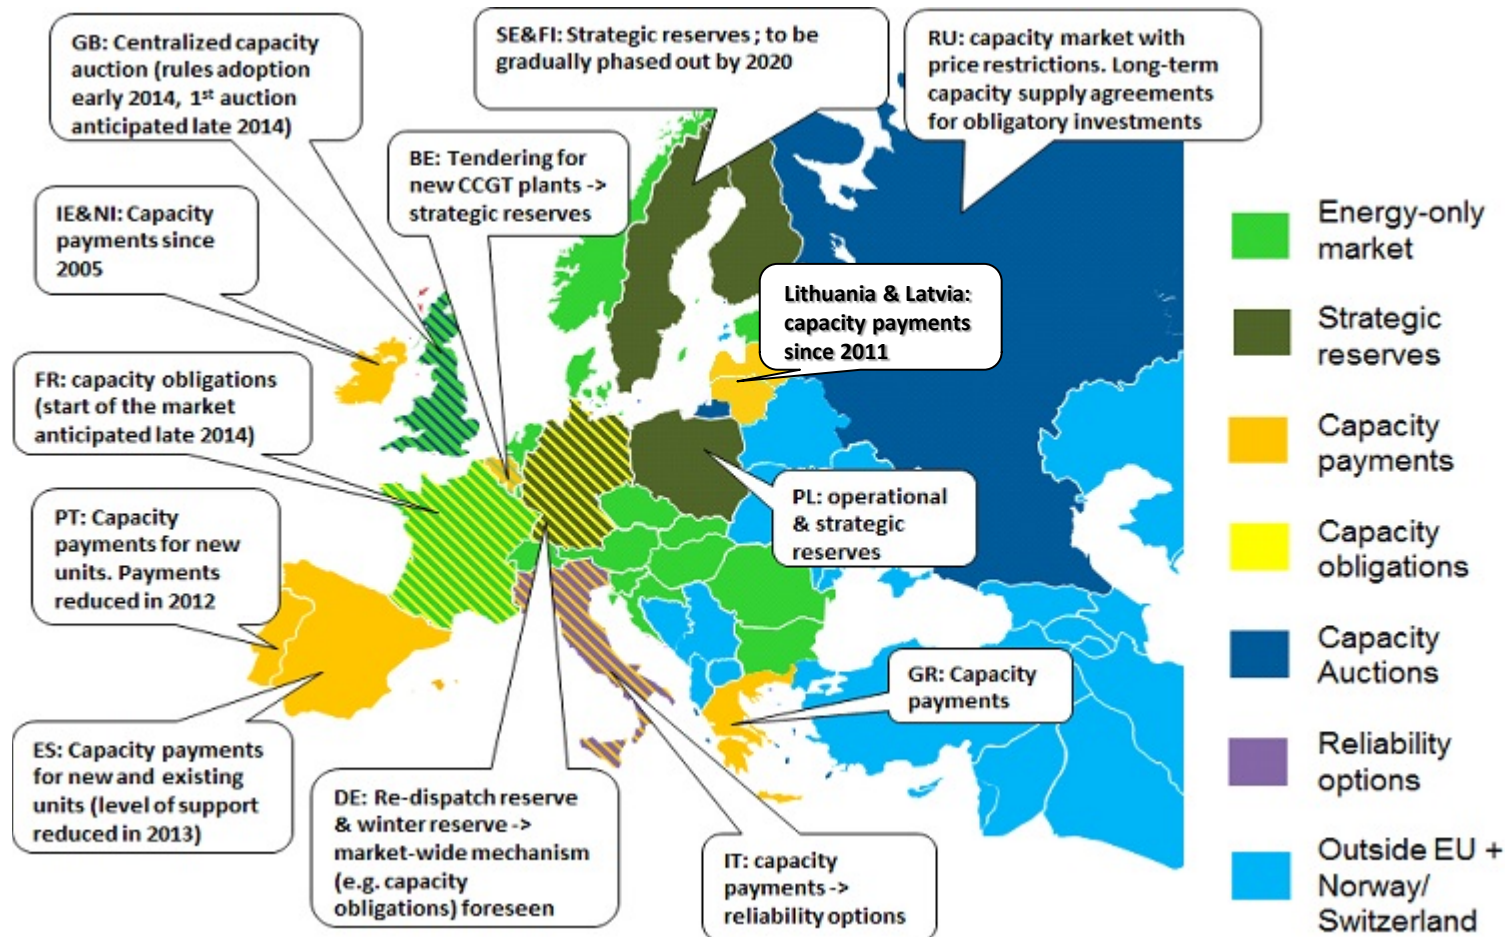 GB: Centralized capacity
auction (rules adoption
early 2014, 1st auction
anticipated late 2014)
SE&FI: Strategic reserves ; to be
gradually phased out by 2020
RU: capacity market with
price restrictions. Long-term
capacity supply agreements
for obligatory investments
BE: Tendering for
new CCGT plants ->
strategic reserves
IE&NI: Capacity
payments since
2005
Lithuania & Latvia:
capacity payments
since 2011
FR: capacity obligations
(start of the market
anticipated late 2014)
PT: Capacity
payments for new
units. Payments
reduced in 2012
PL: operational
& strategic
reserves
GR: Capacity
payments
ES: Capacity payments
for new and existing
units (level of support
reduced in 2013)
DE: Re-dispatch reserve
& winter reserve ->
market-wide mechanism
(e.g. capacity
obligations) foreseen
IT: capacity
payments ->
reliability options
Energy-only
market
Strategic
reserves
Capacity
payments
Capacity
obligations
Capacity
Auctions
Reliability
options
Outside EU +
Norway/
Switzerland